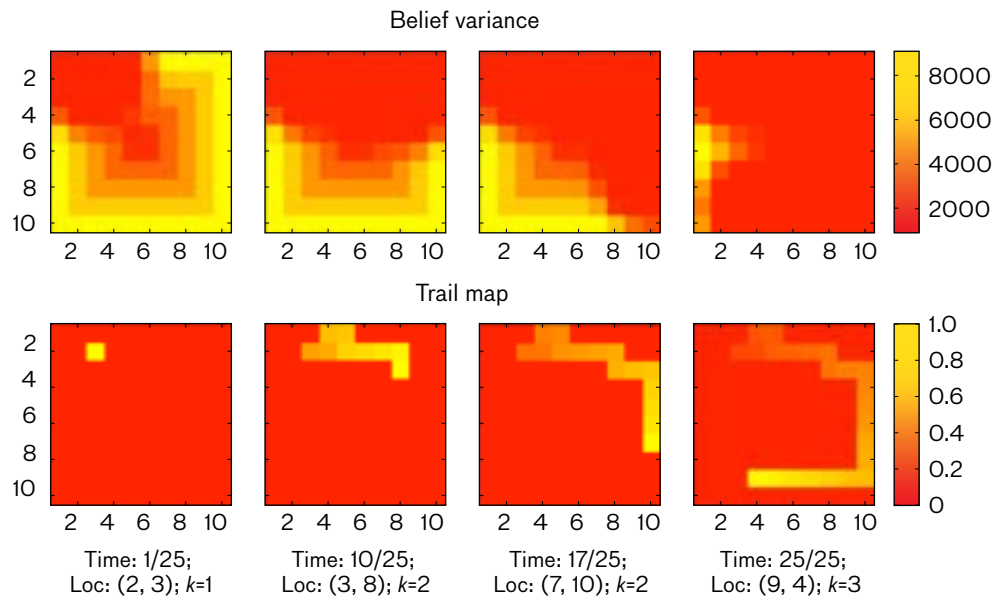 Belief variance
2
4
6
8
10
8000
6000
4000
2000
2 4 6 8 10 2 4 6 8 10 2 4 6 8 10 2 4 6 8 10
Trail map
2
4
6
8
10
1.0
0.8
0.6
0.4
0.2
0
2 4 6 8 10 2 4 6 8 10 2 4 6 8 10 2 4 6 8 10
Time: 1/25;
Loc: (2, 3); k=1
Time: 10/25;
Loc: (3, 8); k=2
Time: 17/25;
Loc: (7, 10); k=2
Time: 25/25;
Loc: (9, 4); k=3